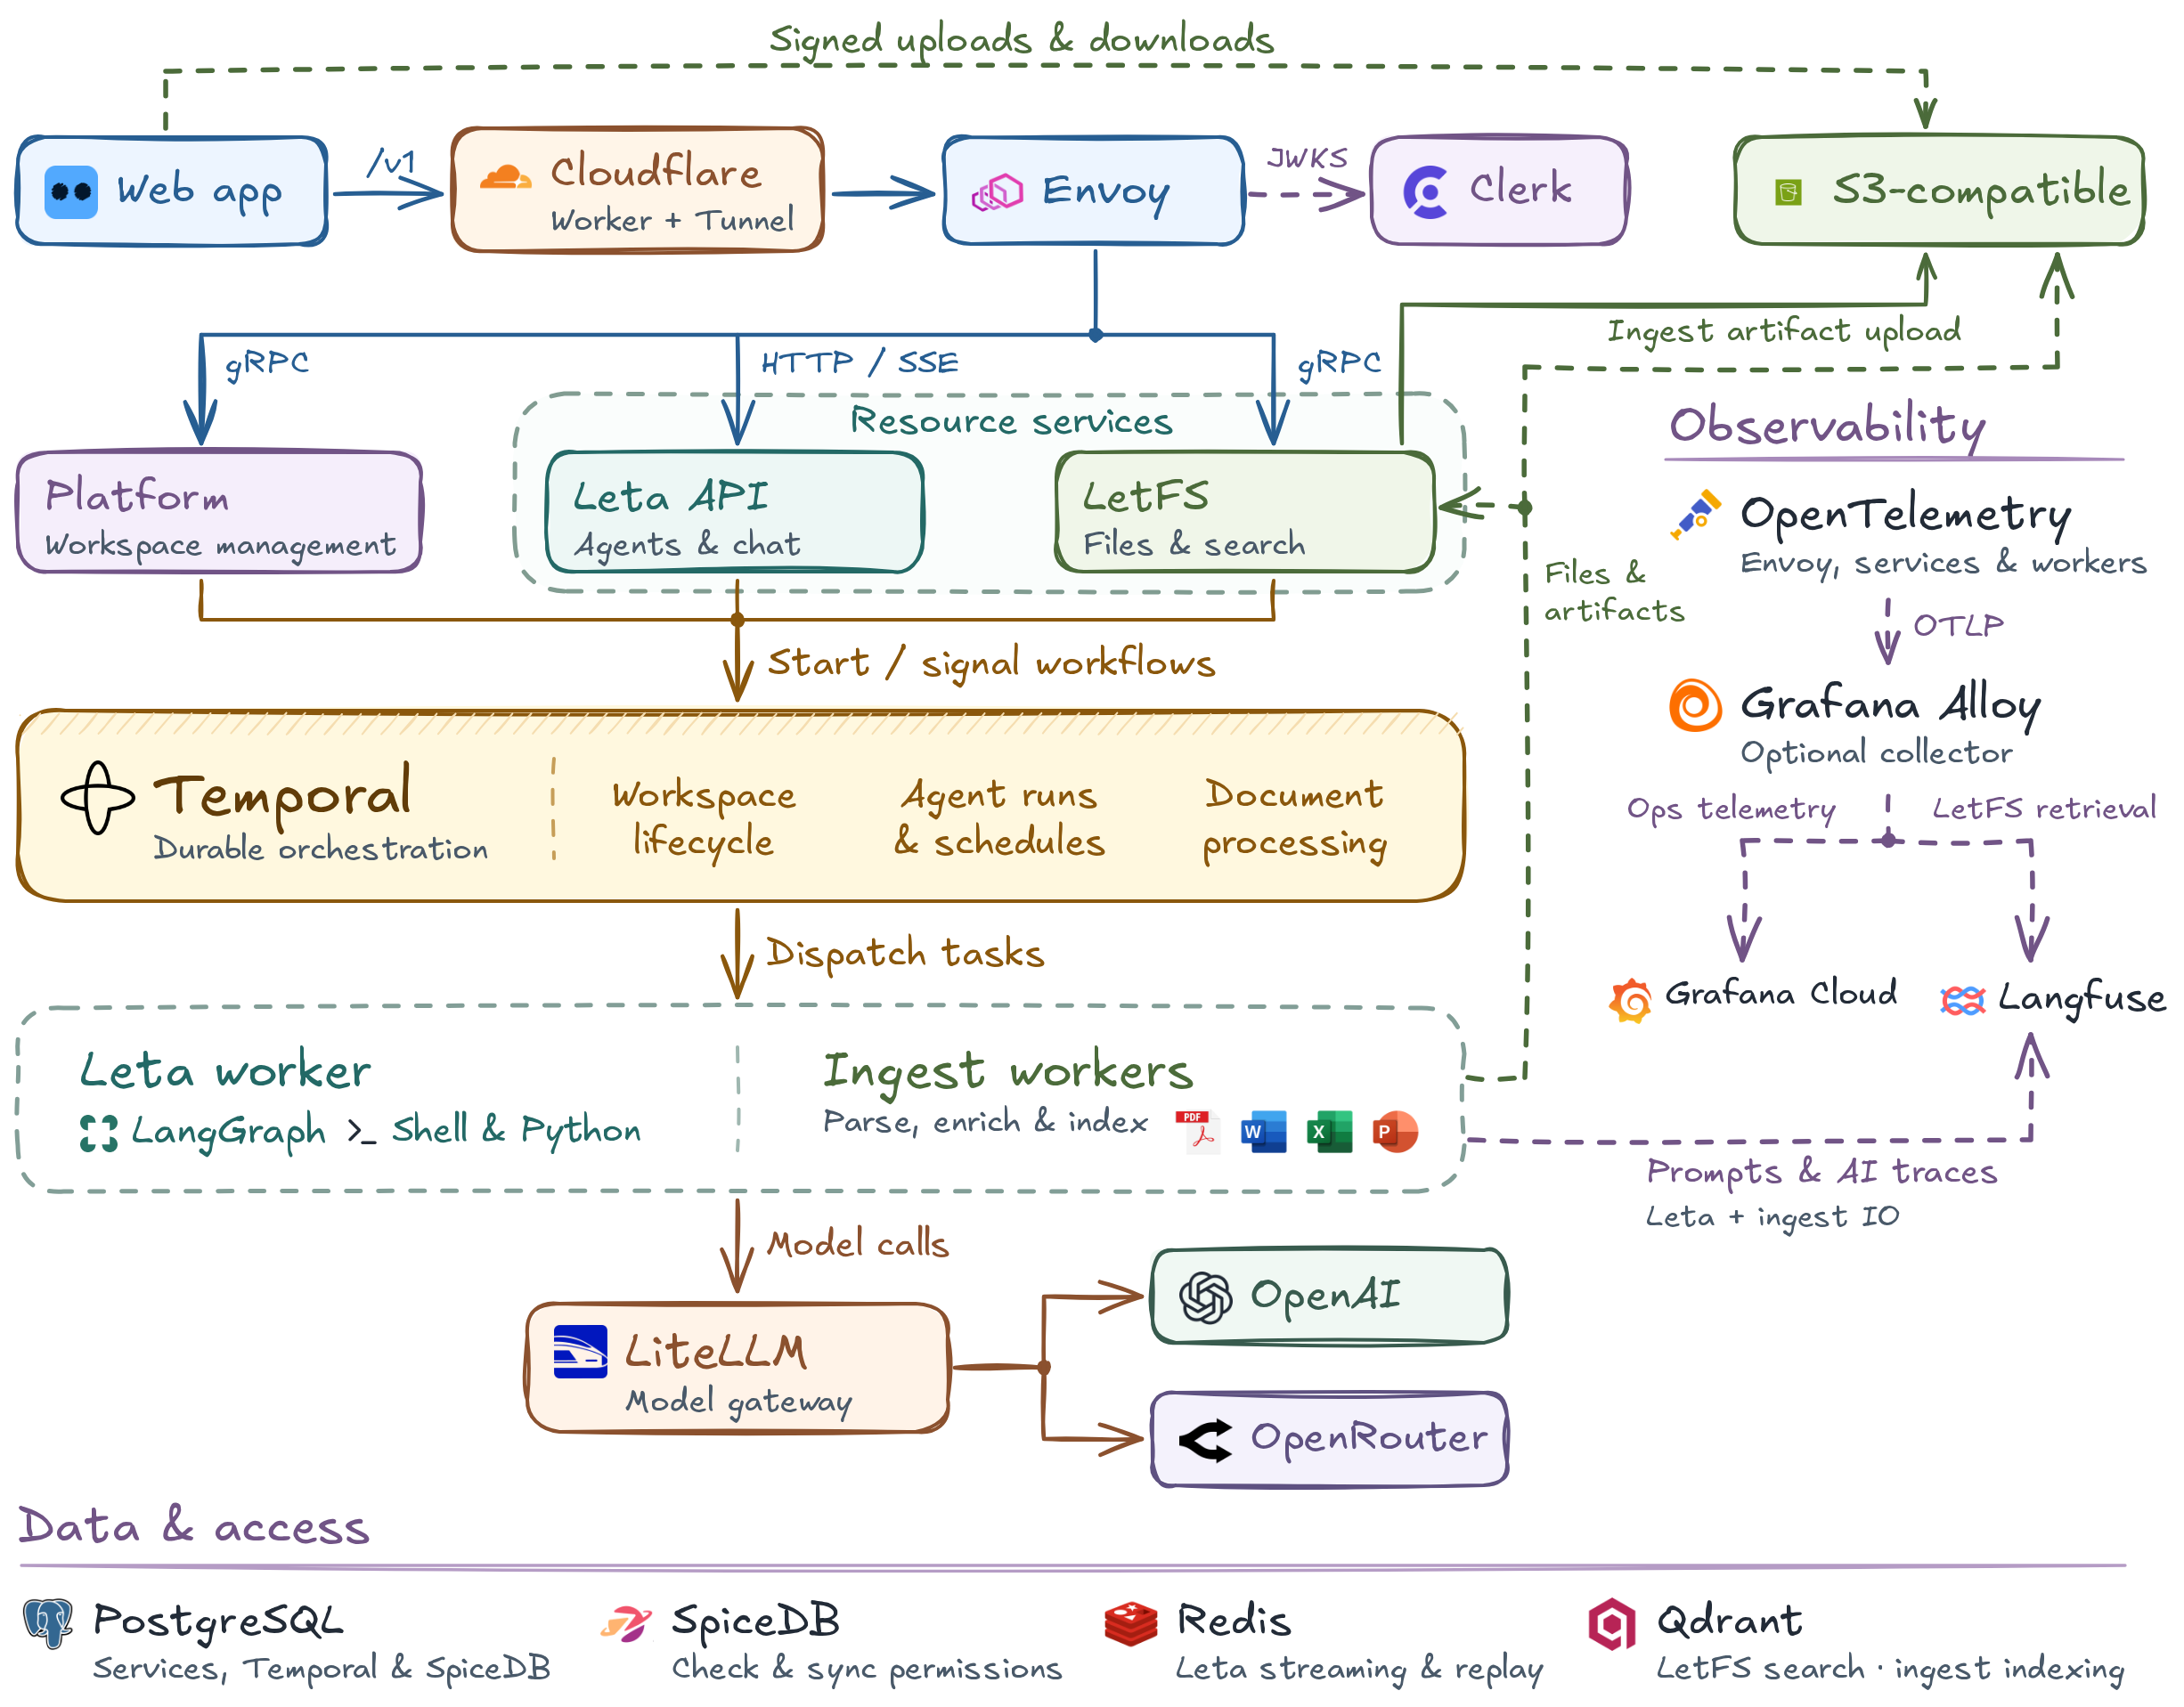 Signed uploads & downloads
Web app
/v1
Cloudflare
Worker + Tunnel
Envoy
JWKS
Clerk
S3-compatible
Ingest artifact upload
gRPC
HTTP / SSE
gRPC
Resource services
Platform
Workspace management
Leta API
Agents & chat
LetFS
Files & search
Files &
artifacts
Observability
OpenTelemetry
Envoy, services & workers
OTLP
Grafana Alloy
Optional collector
Ops telemetry
LetFS retrieval
Grafana Cloud
Langfuse
Start / signal workflows
Temporal
Durable orchestration
Workspace
lifecycle
Agent runs
& schedules
Document
processing
Dispatch tasks
Leta worker
LangGraph >_ Shell & Python
Ingest workers
Parse, enrich & index
PDF
W
X
P
Prompts & AI traces
Leta + ingest IO
Model calls
LiteLLM
Model gateway
OpenAI
OpenRouter
Data & access
PostgreSQL
Services, Temporal & SpiceDB
SpiceDB
Check & sync permissions
Redis
Leta streaming & replay
Qdrant
LetFS search · ingest indexing